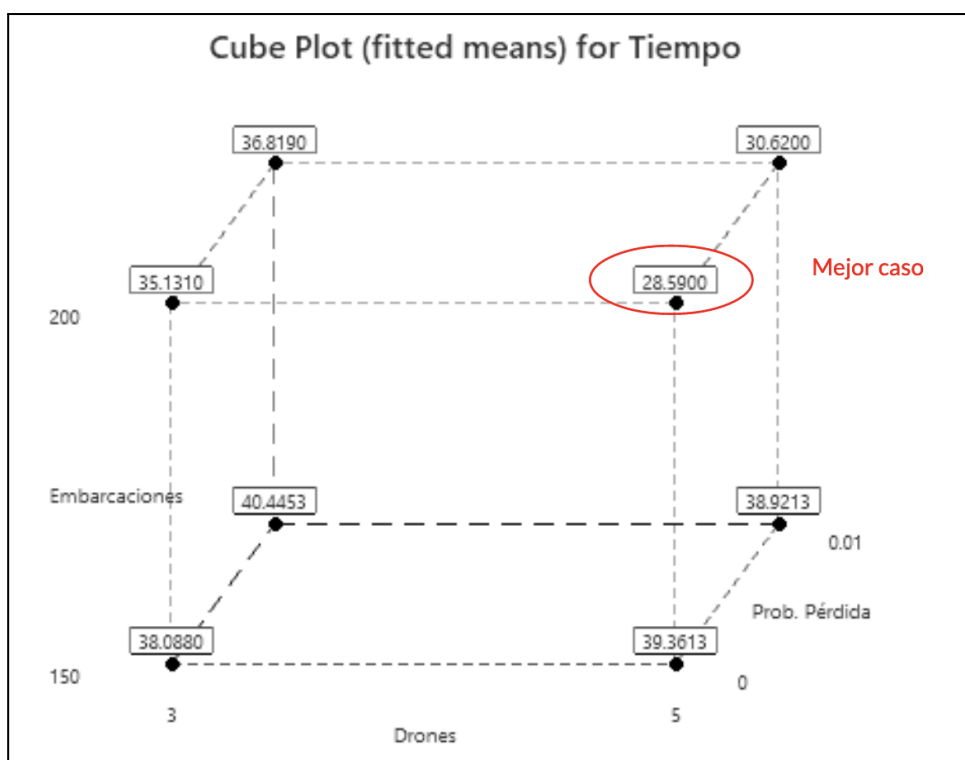 Cube Plot (fitted means) for Tiempo
36.8190
30.6200
35.1310
28.5900
Mejor caso
200
Embarcaciones
40.4453
38.9213
0.01
Prob. Pérdida
38.0880
39.3613
150
0
3
5
Drones